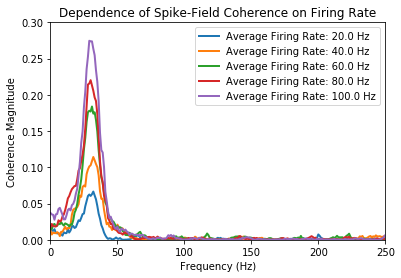 Dependence of Spike-Field Coherence on Firing Rate
Average Firing Rate: 20.0 Hz
Average Firing Rate: 40.0 Hz
Average Firing Rate: 60.0 Hz
Average Firing Rate: 80.0 Hz
Average Firing Rate: 100.0 Hz
Coherence Magnitude
0.30
0.25
0.20
0.15
0.10
0.05
0.00
0 50 100 150 200 250
Frequency (Hz)